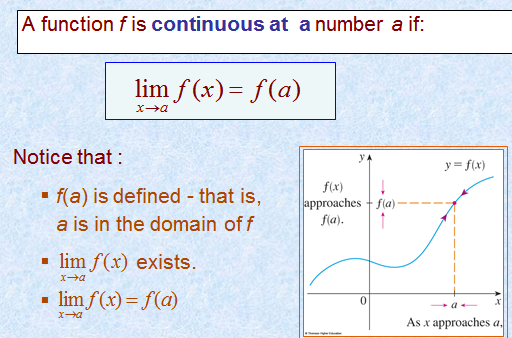 A function f is continuous at a number a if:
lim f(x) = f(a)
x→a
Notice that :
▪ f(a) is defined - that is,
a is in the domain of f
▪ lim f(x) exists.
x→a
▪ lim f(x) = f(a)
x→a
y
y = f(x)
f(x)
approaches
f(a).
f(a)
0
a
x
As x approaches a,